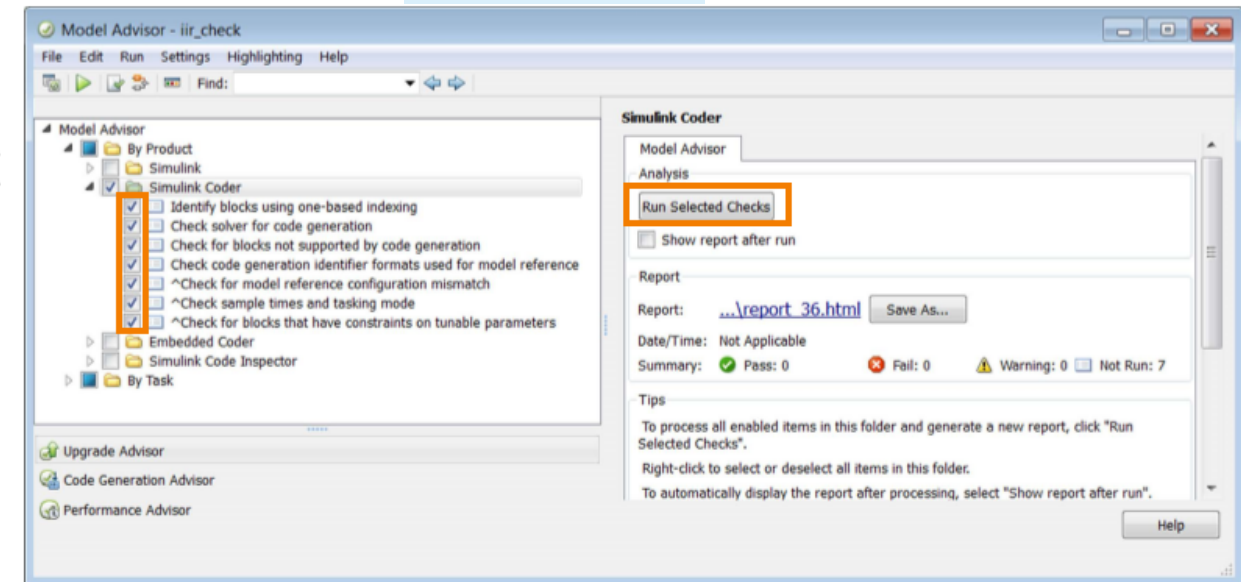 Model Advisor - iir_check
File Edit Run Settings Highlighting Help
Find:
Model Advisor
By Product
Simulink
Simulink Coder
Identify blocks using one-based indexing
Check solver for code generation
Check for blocks not supported by code generation
Check code generation identifier formats used for model reference
^Check for model reference configuration mismatch
^Check sample times and tasking mode
^Check for blocks that have constraints on tunable parameters
Embedded Coder
Simulink Code Inspector
By Task
Upgrade Advisor
Code Generation Advisor
Performance Advisor
Simulink Coder
Model Advisor
Analysis
Run Selected Checks
Show report after run
Report
Report: ...\report_36.html Save As...
Date/Time: Not Applicable
Summary: Pass: 0 Fail: 0 Warning: 0 Not Run: 7
Tips
To process all enabled items in this folder and generate a new report, click "Run
Selected Checks".
Right-click to select or deselect all items in this folder.
To automatically display the report after processing, select "Show report after run".
Help